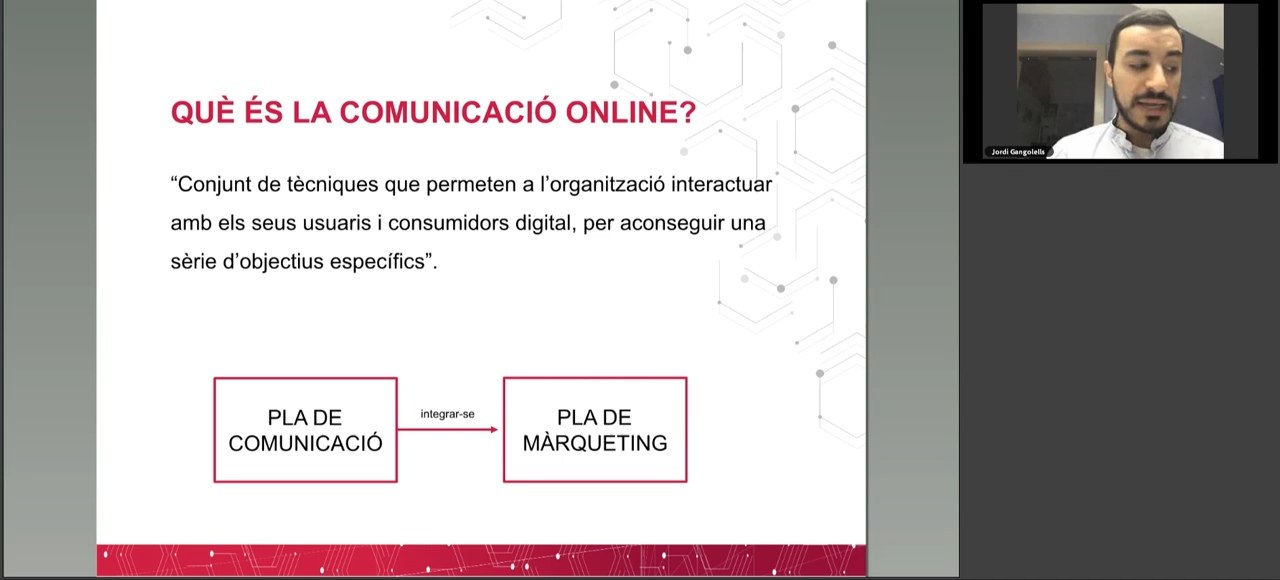 QUÈ ÉS LA COMUNICACIÓ ONLINE?
“Conjunt de tècniques que permeten a l’organització interactuar
amb els seus usuaris i consumidors digital, per aconseguir una
sèrie d’objectius específics”.
PLA DE
COMUNICACIÓ
integrar-se
PLA DE
MÀRQUETING
Jordi Gangolells